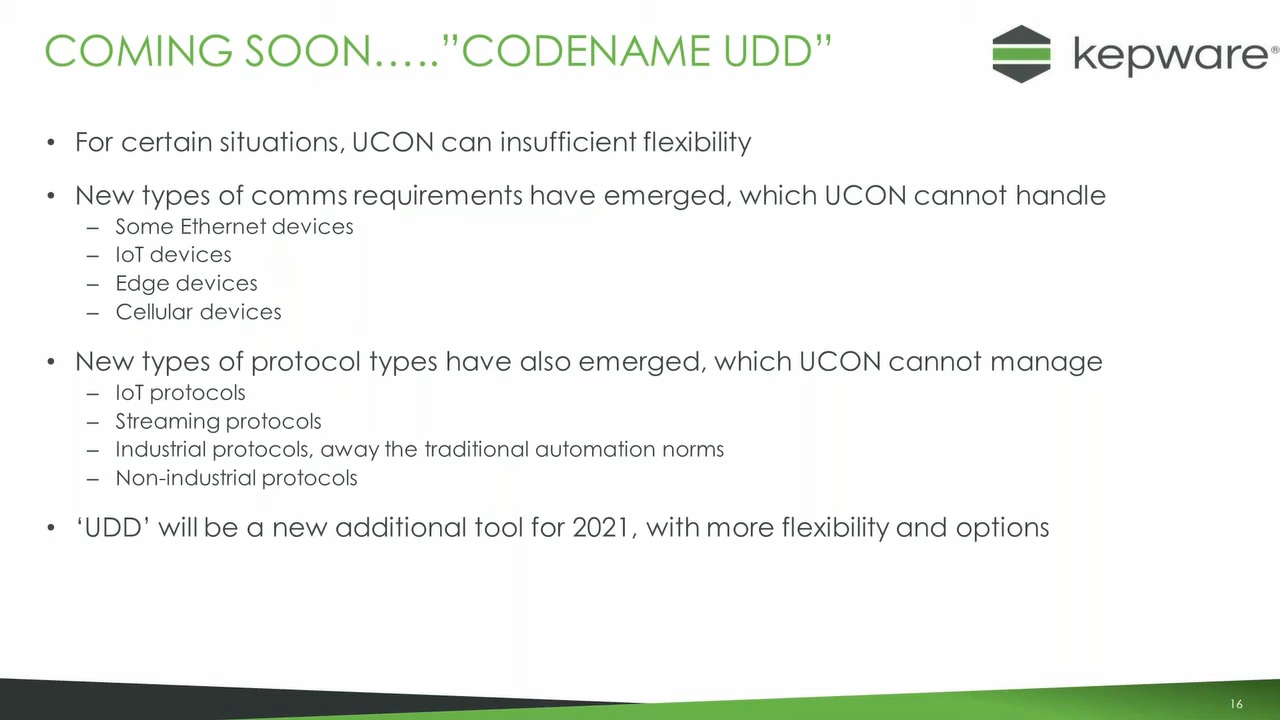 COMING SOON.....”CODENAME UDD”
kepware®
• For certain situations, UCON can insufficient flexibility
• New types of comms requirements have emerged, which UCON cannot handle
– Some Ethernet devices
– IoT devices
– Edge devices
– Cellular devices
• New types of protocol types have also emerged, which UCON cannot manage
– IoT protocols
– Streaming protocols
– Industrial protocols, away the traditional automation norms
– Non-industrial protocols
• ‘UDD’ will be a new additional tool for 2021, with more flexibility and options
16